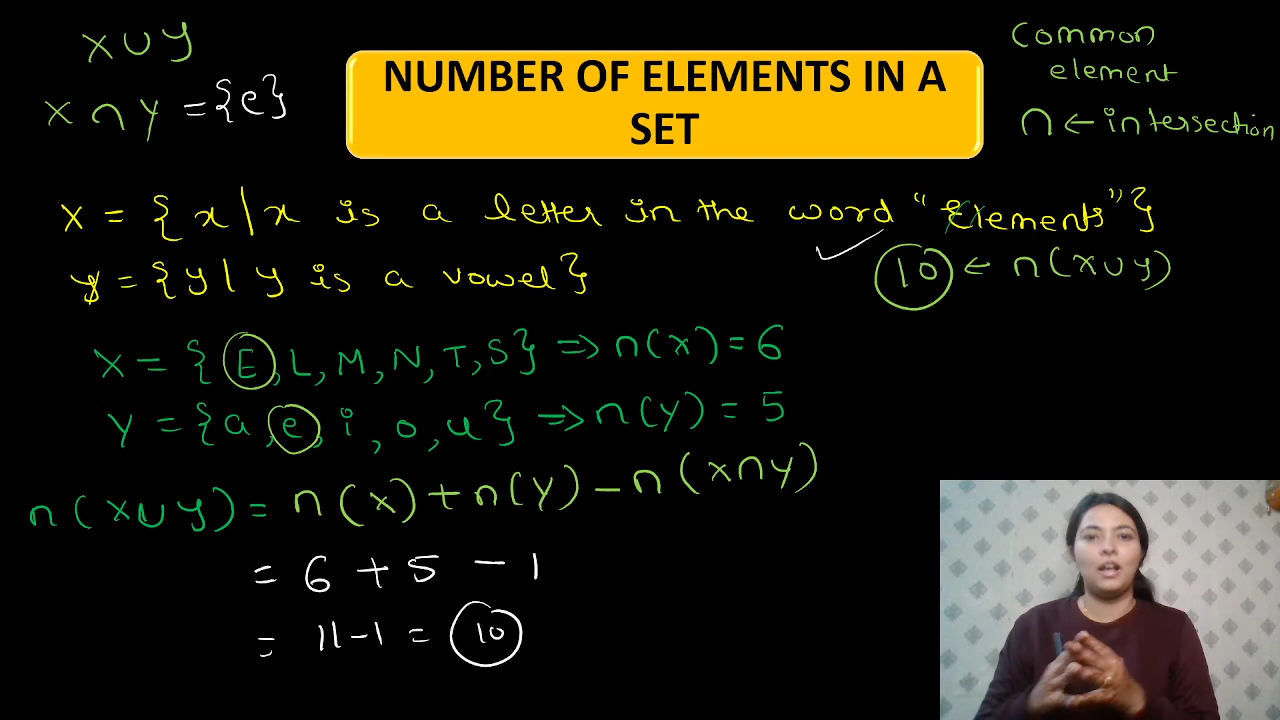 X ∪ Y
X ∩ Y = {e}
NUMBER OF ELEMENTS IN A
SET
Common
element
∩ ← intersection
X = { x | x is a letter in the word "Elements"}
Y = {y | y is a vowel}
10 ← n(X∪Y)
X = { E, L, M, N, T, S} ⇒ n(X) = 6
Y = {a, e, i, o, u} ⇒ n(Y) = 5
n(X∪Y) = n(X) + n(Y) - n(X∩Y)
= 6 + 5 - 1
= 11 - 1 = 10